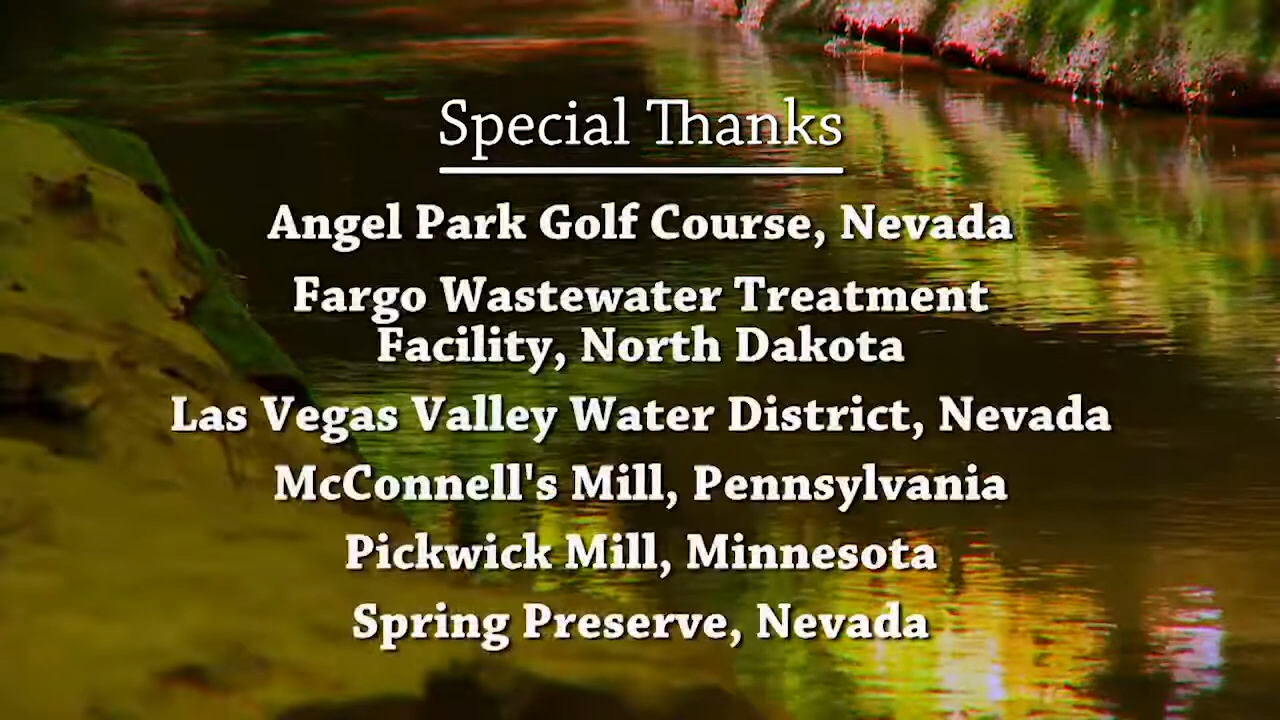 Special Thanks
Angel Park Golf Course, Nevada
Fargo Wastewater Treatment
Facility, North Dakota
Las Vegas Valley Water District, Nevada
McConnell's Mill, Pennsylvania
Pickwick Mill, Minnesota
Spring Preserve, Nevada